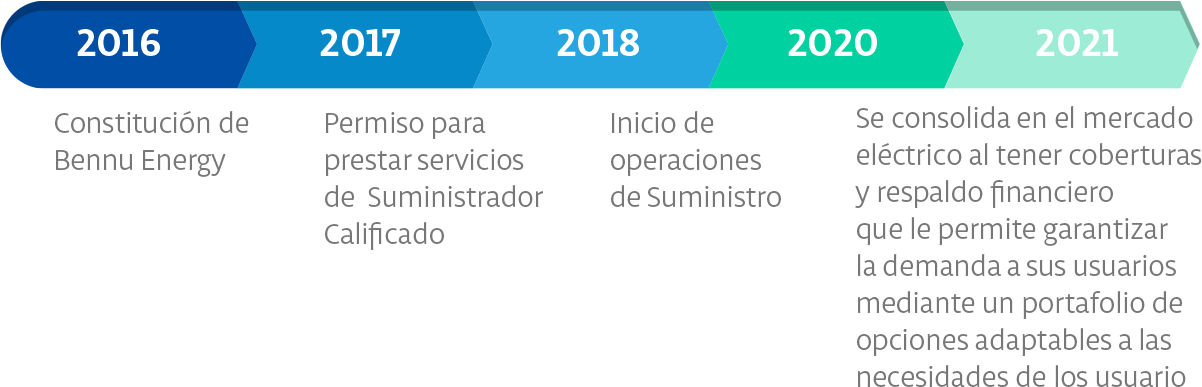 2016
2017
2018
2020
2021
Constitución de
Bennu Energy
Permiso para
prestar servicios
de Suministrador
Calificado
Inicio de
operaciones
de Suministro
Se consolida en el mercado
eléctrico al tener coberturas
y respaldo financiero
que le permite garantizar
la demanda a sus usuarios
mediante un portafolio de
opciones adaptables a las
necesidades de los usuario